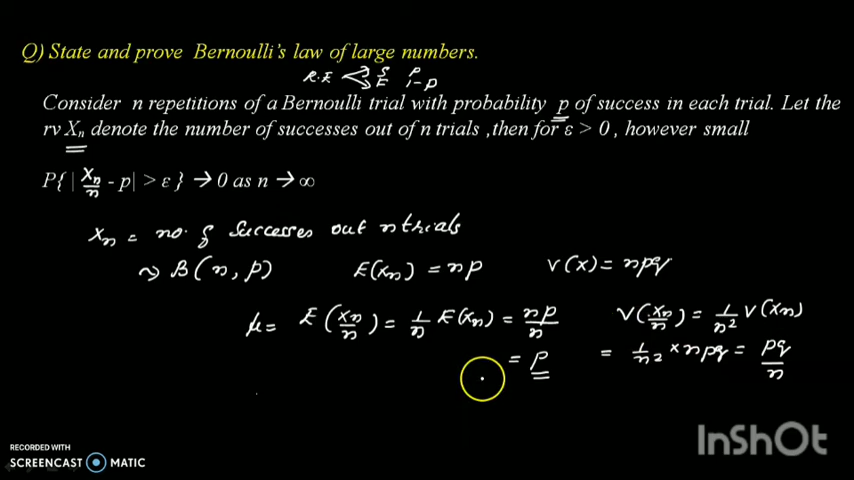 Q) State and prove Bernoulli's law of large numbers.
R.E < S p
E 1-p
Consider n repetitions of a Bernoulli trial with probability p of success in each trial. Let the
rv Xn denote the number of successes out of n trials ,then for ε > 0 , however small
P{ | Xn/n - p| > ε } → 0 as n → ∞
Xn = no. of successes out n trials
~> B(n, p) E(Xn) = np V(X) = npq
μ = E(Xn/n) = 1/n E(Xn) = np/n V(Xn/n) = 1/n² V(Xn)
= p = 1/n² × npq = pq/n
RECORDED WITH
SCREENCAST MATIC
InShOt